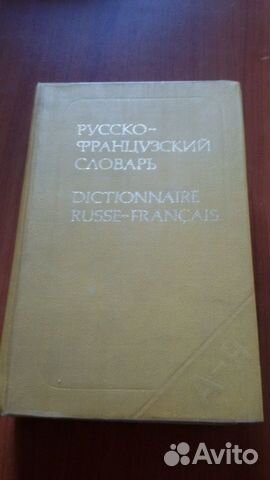 РУССКО-
ФРАНЦУЗСКИЙ
СЛОВАРЬ
DICTIONNAIRE
RUSSE-FRANÇAIS
А-Я
Avito